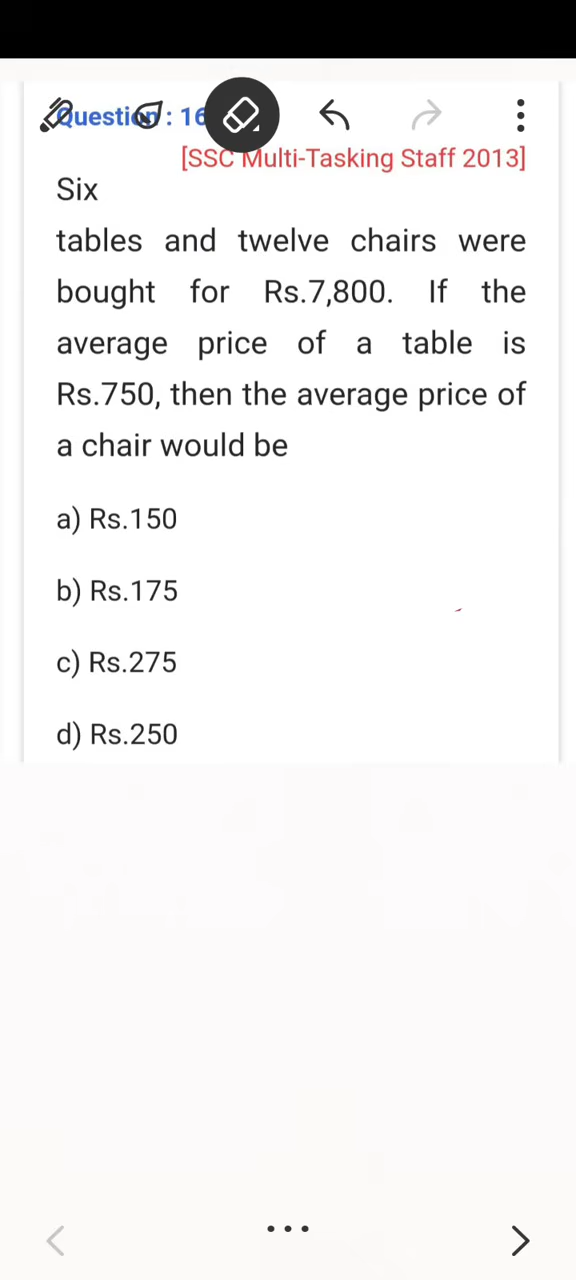 Question : 16
[SSC Multi-Tasking Staff 2013]
Six
tables and twelve chairs were
bought for Rs.7,800. If the
average price of a table is
Rs.750, then the average price of
a chair would be
a) Rs.150
b) Rs.175
c) Rs.275
d) Rs.250